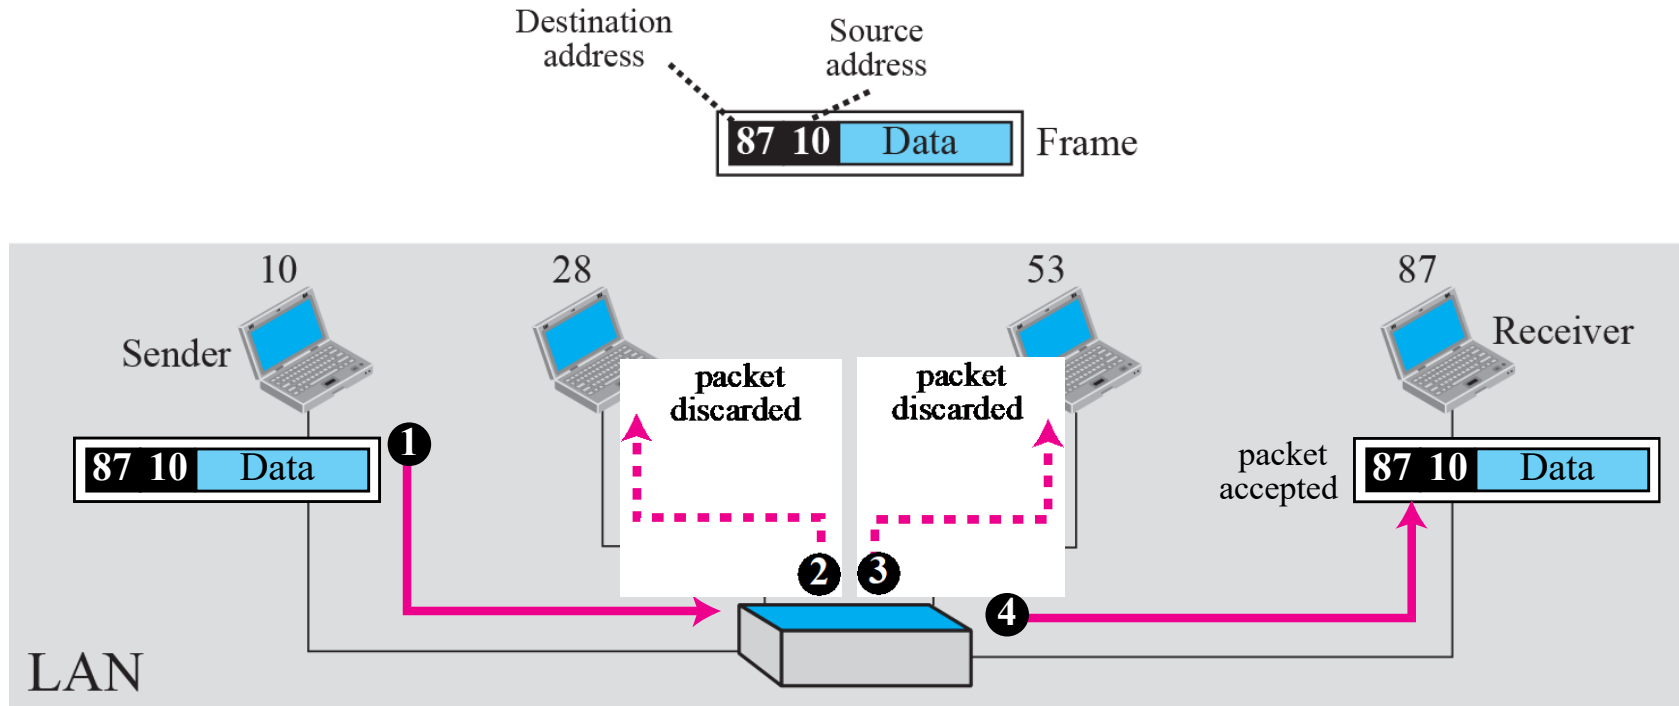 Destination
address
Source
address
87 10 Data
Frame
10
28
53
87
Sender
Receiver
packet
discarded
packet
discarded
1
87 10 Data
packet
accepted
87 10 Data
2
3
4
LAN